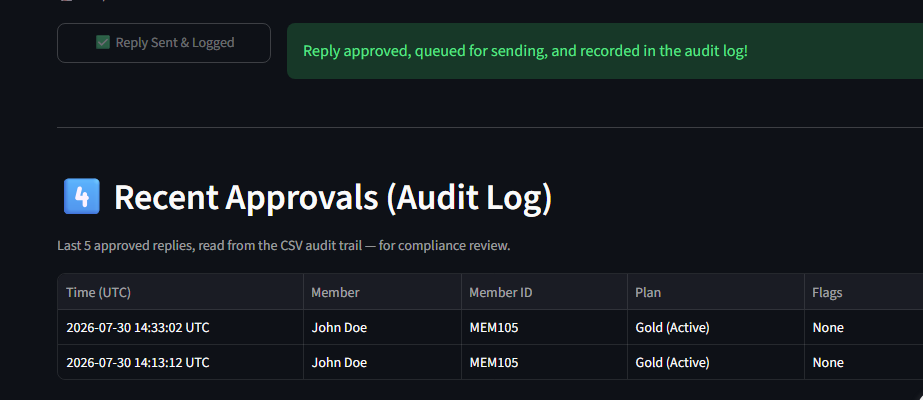 Reply Sent & Logged
Reply approved, queued for sending, and recorded in the audit log!
4 Recent Approvals (Audit Log)
Last 5 approved replies, read from the CSV audit trail — for compliance review.
Time (UTC) Member Member ID Plan Flags
2026-07-30 14:33:02 UTC John Doe MEM105 Gold (Active) None
2026-07-30 14:13:12 UTC John Doe MEM105 Gold (Active) None